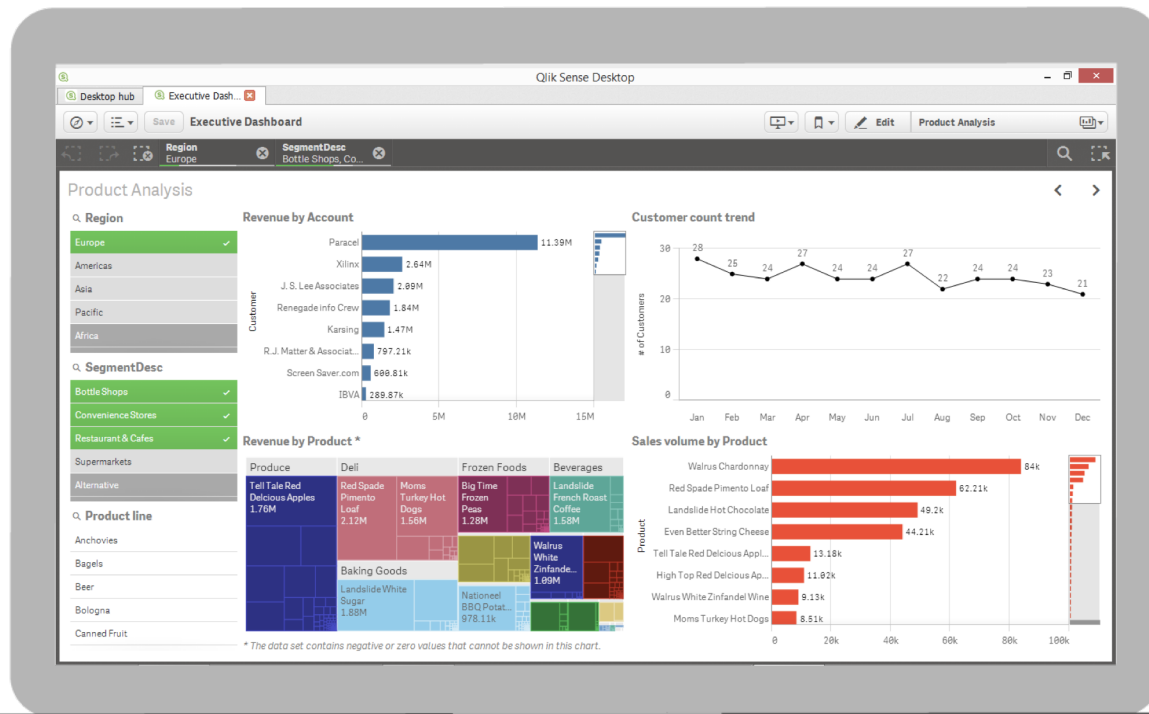 Qlik Sense Desktop
Desktop hub
Executive Dash...
Save
Executive Dashboard
Edit
Product Analysis
Region
Europe
SegmentDesc
Bottle Shops, Co...
Product Analysis
Region
Europe
Americas
Asia
Pacific
Africa
SegmentDesc
Bottle Shops
Convenience Stores
Restaurant & Cafes
Supermarkets
Alternative
Product line
Anchovies
Bagels
Beer
Bologna
Canned Fruit
Revenue by Account
Customer
Paracel 11.39M
Xilinx 2.64M
J. S. Lee Associates 2.09M
Renegade info Crew 1.84M
Karsing 1.47M
R.J. Matter & Associat... 797.21k
Screen Saver.com 600.81k
IBVA 289.87k
0 5M 10M 15M
Customer count trend
# of Customers
30
20
10
0
28 25 24 27 24 24 27 22 24 24 23 21
Jan Feb Mar Apr May Jun Jul Aug Sep Oct Nov Dec
Revenue by Product *
Produce
Tell Tale Red
Delcious Apples
1.76M
Deli
Red Spade
Pimento
Loaf
2.12M
Moms
Turkey Hot
Dogs
1.56M
Baking Goods
Landslide White
Sugar
1.88M
Frozen Foods
Big Time
Frozen
Peas
1.28M
Beverages
Landslide
French Roast
Coffee
1.58M
Walrus
White
Zinfande...
1.09M
Nationeel
BBQ Potat...
978.11k
* The data set contains negative or zero values that cannot be shown in this chart.
Sales volume by Product
Product
Walrus Chardonnay 84k
Red Spade Pimento Loaf 62.21k
Landslide Hot Chocolate 49.2k
Even Better String Cheese 44.21k
Tell Tale Red Delcious Appl... 13.18k
High Top Red Delcious Ap... 11.02k
Walrus White Zinfandel Wine 9.13k
Moms Turkey Hot Dogs 8.51k
0 20k 40k 60k 80k 100k